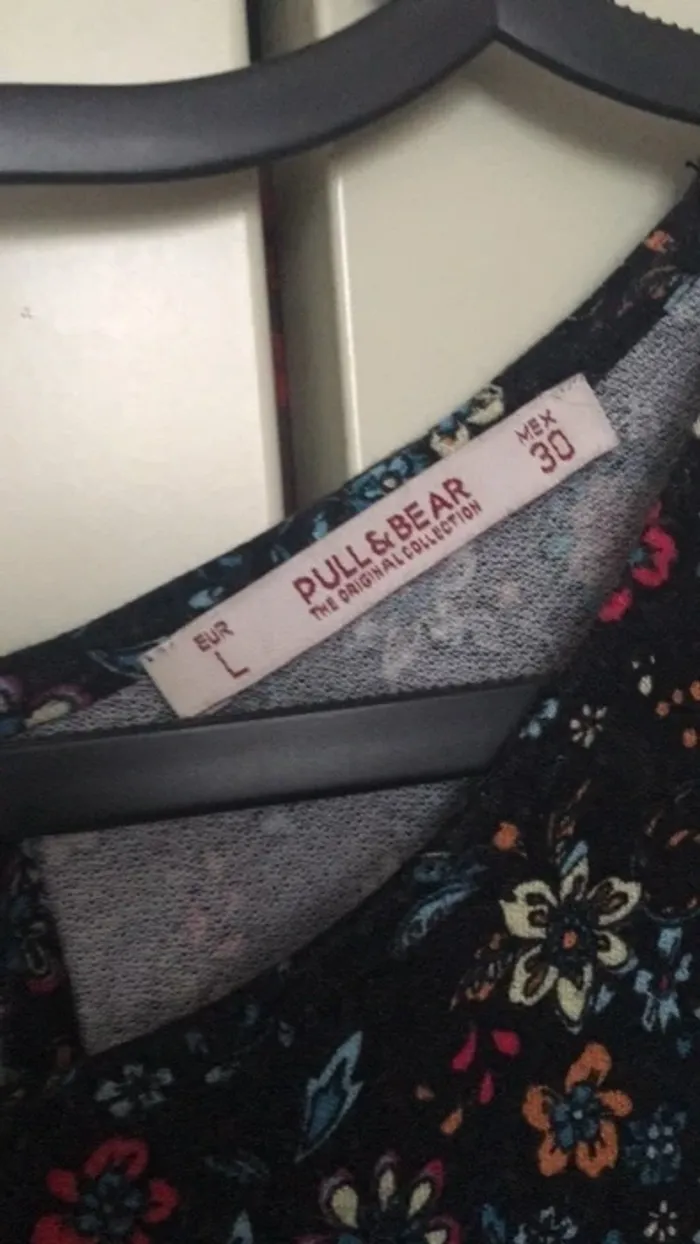 EUR
L
PULL&BEAR
THE ORIGINAL COLLECTION
MEX
30